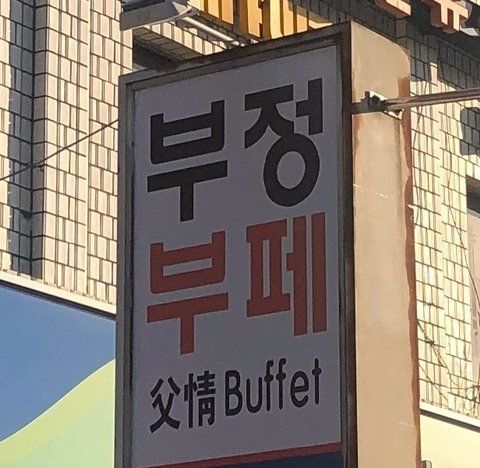 부정
부페
父情 Buffet